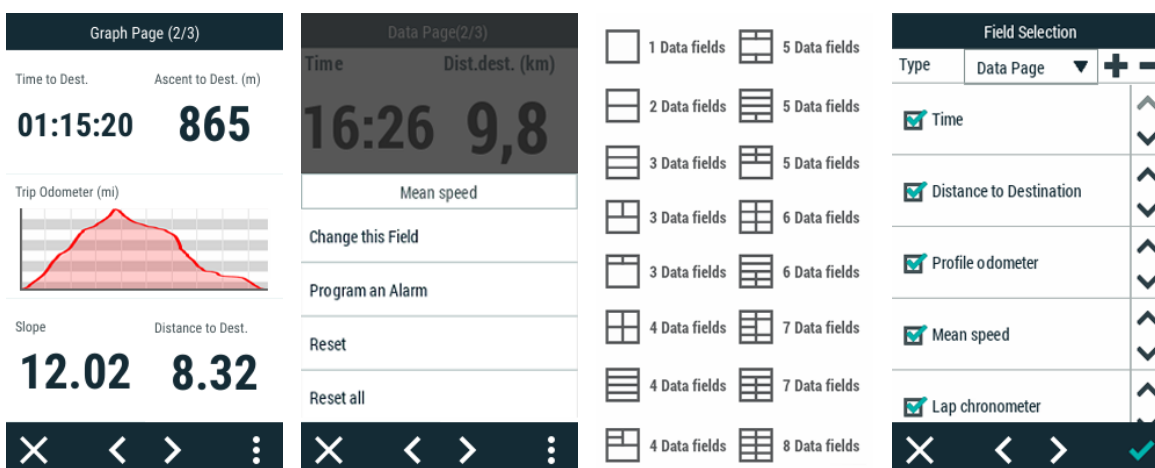 Graph Page (2/3)
Time to Dest. Ascent to Dest. (m)
01:15:20 865
Trip Odometer (mi)
Slope Distance to Dest.
12.02 8.32
Data Page(2/3)
Time Dist.dest. (km)
16:26 9,8
Mean speed
Change this Field
Program an Alarm
Reset
Reset all
1 Data fields 5 Data fields
2 Data fields 5 Data fields
3 Data fields 5 Data fields
3 Data fields 6 Data fields
3 Data fields 6 Data fields
4 Data fields 7 Data fields
4 Data fields 7 Data fields
4 Data fields 8 Data fields
Field Selection
Type Data Page
Time
Distance to Destination
Profile odometer
Mean speed
Lap chronometer